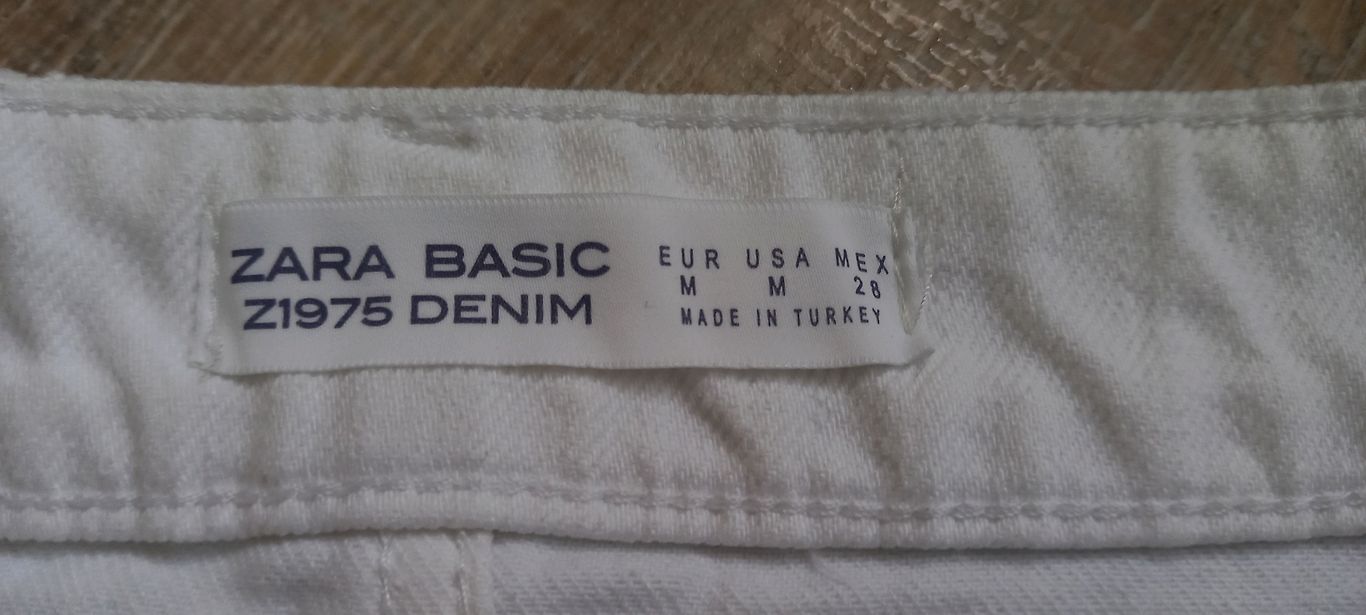 ZARA BASIC
Z1975 DENIM
EUR USA MEX
M M 28
MADE IN TURKEY